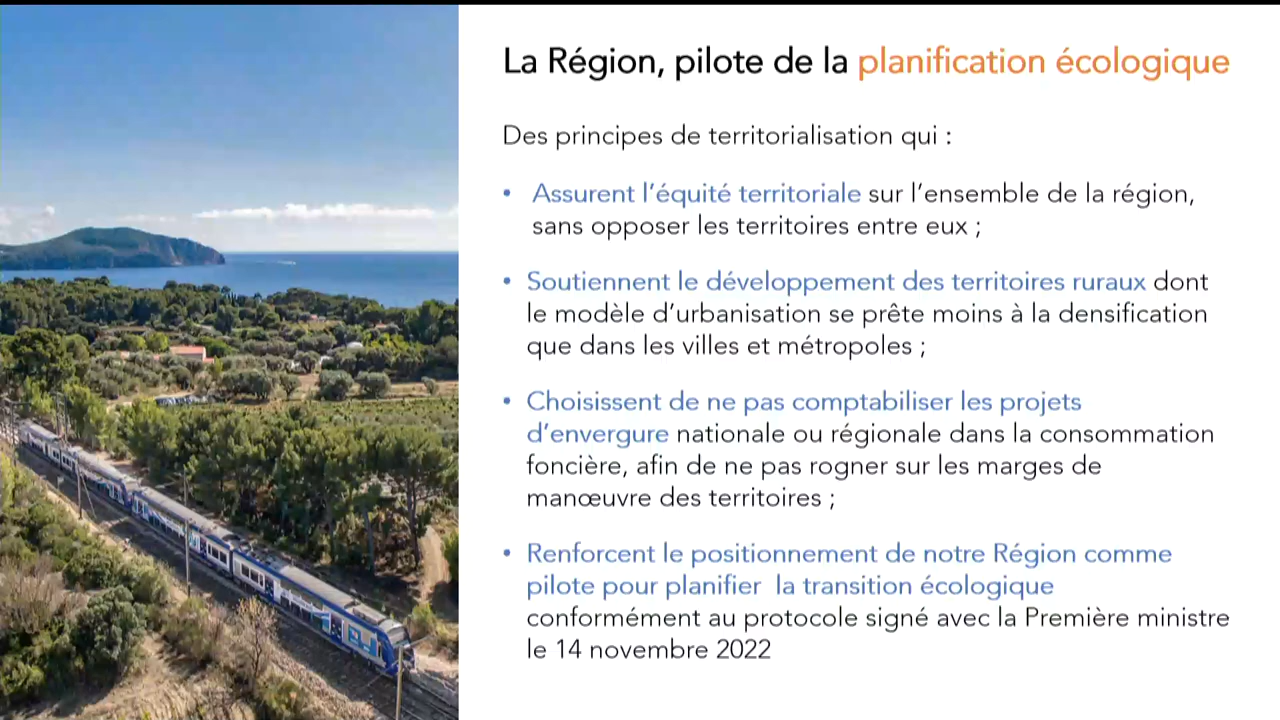 La Région, pilote de la planification écologique
Des principes de territorialisation qui :
• Assurent l’équité territoriale sur l’ensemble de la région,
sans opposer les territoires entre eux ;
• Soutiennent le développement des territoires ruraux dont
le modèle d’urbanisation se prête moins à la densification
que dans les villes et métropoles ;
• Choisissent de ne pas comptabiliser les projets
d’envergure nationale ou régionale dans la consommation
foncière, afin de ne pas rogner sur les marges de
manœuvre des territoires ;
• Renforcent le positionnement de notre Région comme
pilote pour planifier  la transition écologique
conformément au protocole signé avec la Première ministre
le 14 novembre 2022